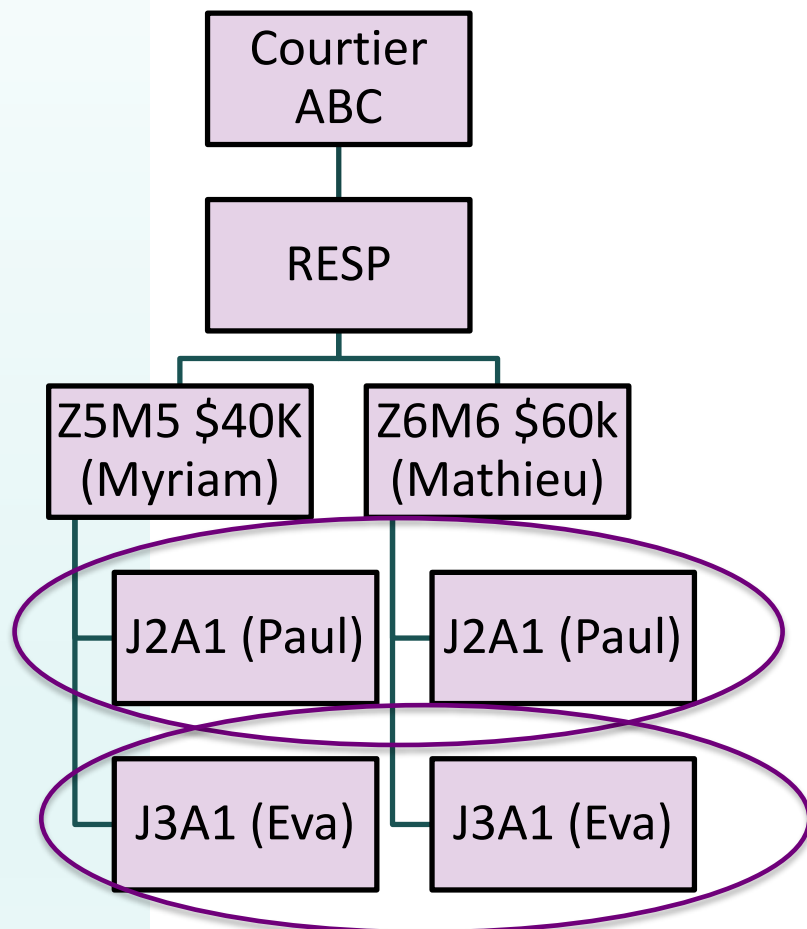 Courtier
ABC
RESP
Z5M5 $40K
(Myriam)
Z6M6 $60k
(Mathieu)
J2A1 (Paul)
J2A1 (Paul)
J3A1 (Eva)
J3A1 (Eva)